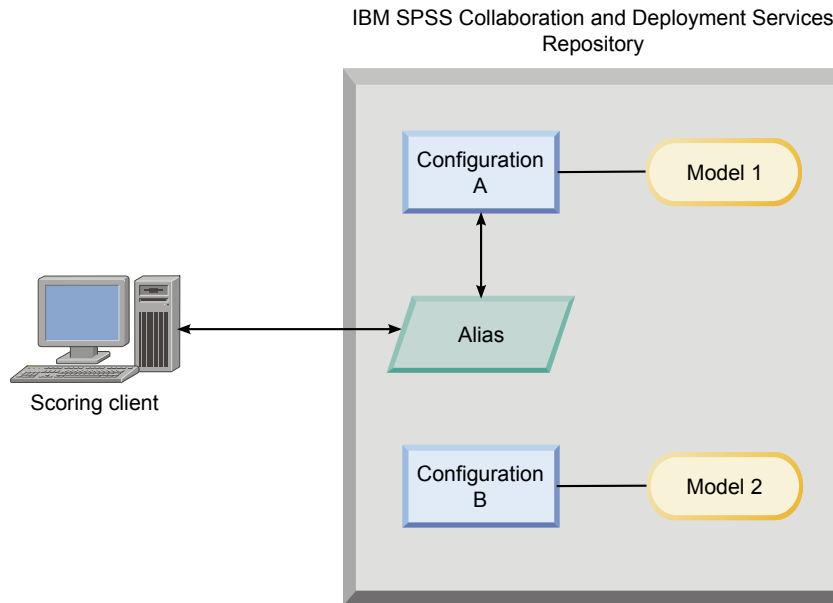 IBM SPSS Collaboration and Deployment Services
Repository
Configuration
A
Model 1
Alias
Scoring client
Configuration
B
Model 2